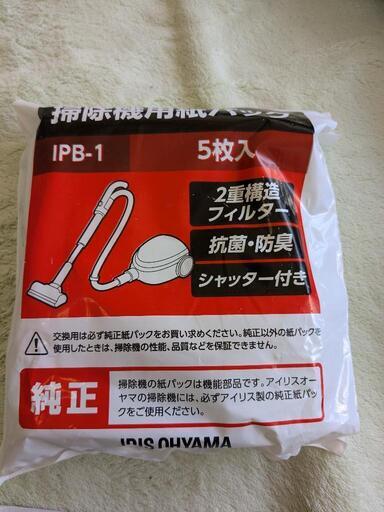 掃除機用紙パック
IPB-1
5枚入
2重構造
フィルター
抗菌・防臭
シャッター付き
交換用は必ず純正紙パックをお買い求めください。純正以外の紙パックを
使用したときは、掃除機の性能、品質などを保証できません。
純正
掃除機の紙パックは機能部品です。アイリスオー
ヤマの掃除機には、必ずアイリス製の純正紙パッ
クをご使用ください。
IRIS OHYAMA